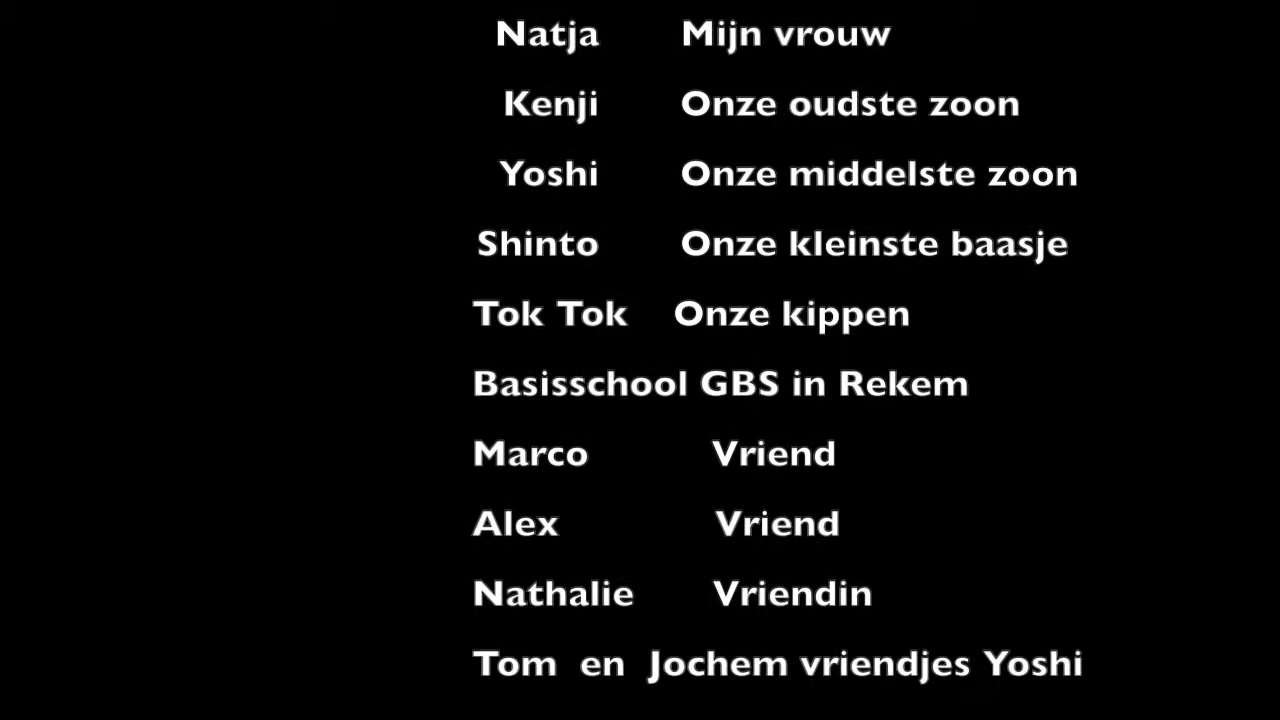 Natja Mijn vrouw
Kenji Onze oudste zoon
Yoshi Onze middelste zoon
Shinto Onze kleinste baasje
Tok Tok Onze kippen
Basisschool GBS in Rekem
Marco Vriend
Alex Vriend
Nathalie Vriendin
Tom en Jochem vriendjes Yoshi